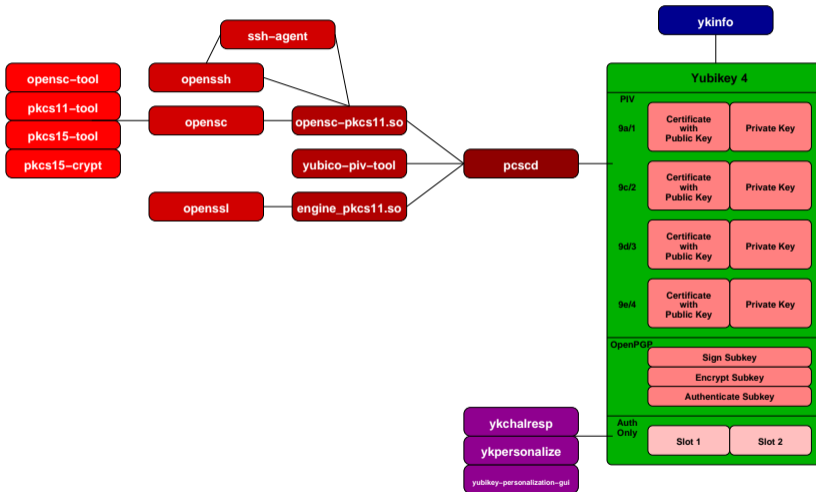 ykinfo
ssh-agent
opensc-tool
openssh
Yubikey 4
PIV
pkcs11-tool
opensc
opensc-pkcs11.so
9a/1
Certificate
with
Public Key
Private Key
pkcs15-tool
pkcs15-crypt
yubico-piv-tool
pcscd
9c/2
Certificate
with
Public Key
Private Key
openssl
engine_pkcs11.so
9d/3
Certificate
with
Public Key
Private Key
9e/4
Certificate
with
Public Key
Private Key
OpenPGP
Sign Subkey
Encrypt Subkey
Authenticate Subkey
ykchalresp
ykpersonalize
yubikey-personalization-gui
Auth
Only
Slot 1
Slot 2